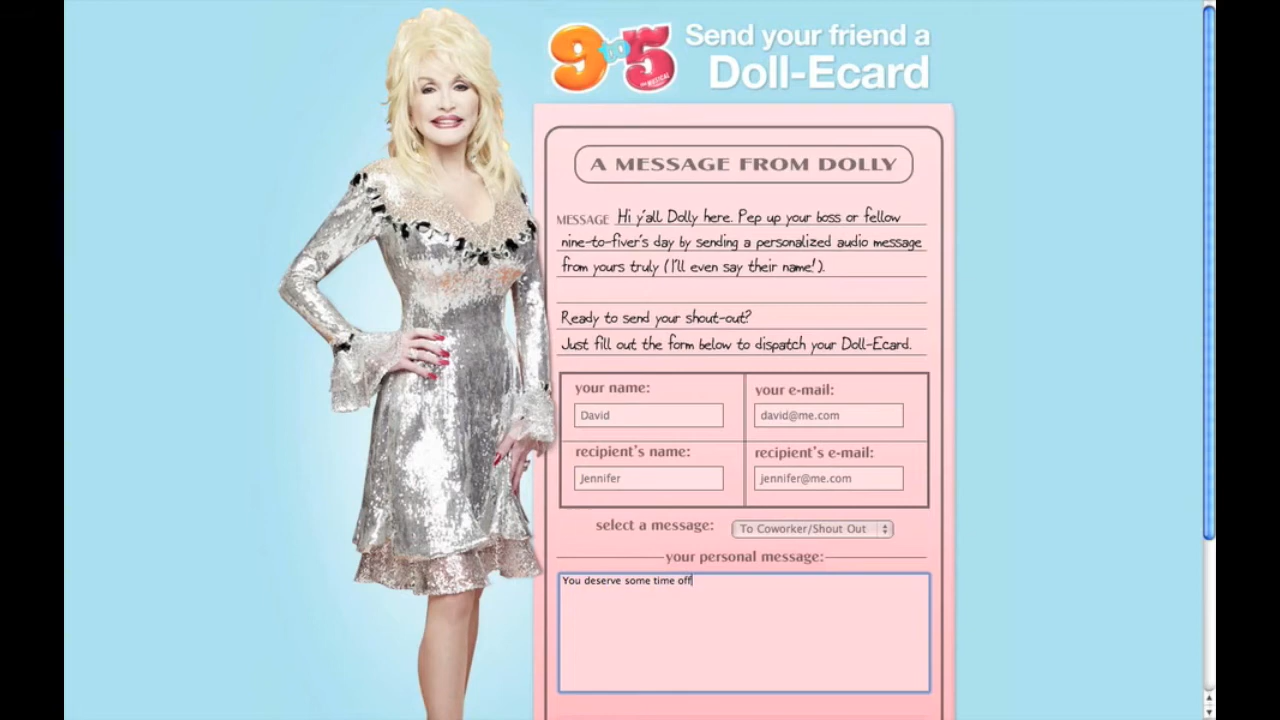 9 to 5
THE MUSICAL
Send your friend a
Doll-Ecard
A MESSAGE FROM DOLLY
MESSAGE Hi y'all Dolly here. Pep up your boss or fellow
nine-to-fiver's day by sending a personalized audio message
from yours truly (I'll even say their name!).
Ready to send your shout-out?
Just fill out the form below to dispatch your Doll-Ecard.
your name: your e-mail:
David david@me.com
recipient's name: recipient's e-mail:
Jennifer jennifer@me.com
select a message: To Coworker/Shout Out
your personal message:
You deserve some time off